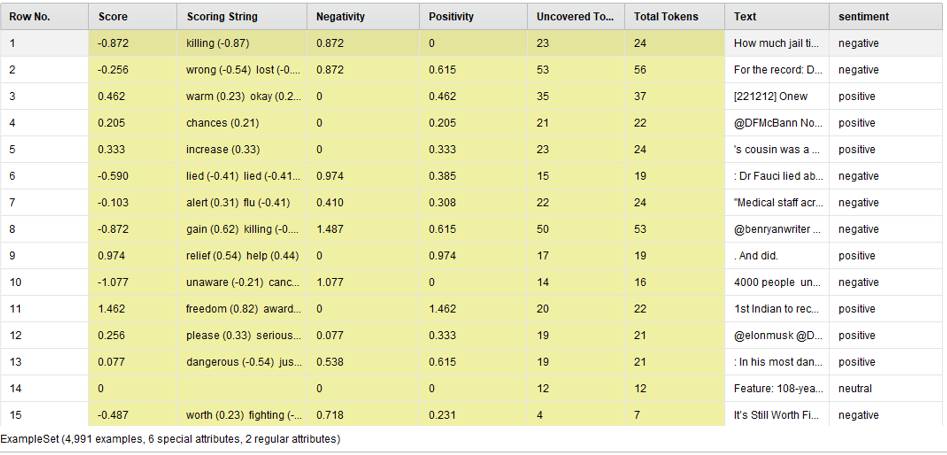 Row No. Score Scoring String Negativity Positivity Uncovered To... Total Tokens Text sentiment
1 -0.872 killing (-0.87) 0.872 0 23 24 How much jail ti... negative
2 -0.256 wrong (-0.54) lost (-0.... 0.872 0.615 53 56 For the record: D... negative
3 0.462 warm (0.23) okay (0.2... 0 0.462 35 37 [221212] Onew positive
4 0.205 chances (0.21) 0 0.205 21 22 @DFMcBann No... positive
5 0.333 increase (0.33) 0 0.333 23 24 's cousin was a ... positive
6 -0.590 lied (-0.41) lied (-0.41... 0.974 0.385 15 19 : Dr Fauci lied ab... negative
7 -0.103 alert (0.31) flu (-0.41) 0.410 0.308 22 24 "Medical staff acr... negative
8 -0.872 gain (0.62) killing (-0.... 1.487 0.615 50 53 @benryanwriter ... negative
9 0.974 relief (0.54) help (0.44) 0 0.974 17 19 . And did. positive
10 -1.077 unaware (-0.21) canc... 1.077 0 14 16 4000 people un... negative
11 1.462 freedom (0.82) award... 0 1.462 20 22 1st Indian to rec... positive
12 0.256 please (0.33) serious... 0.077 0.333 19 21 @elonmusk @D... positive
13 0.077 dangerous (-0.54) jus... 0.538 0.615 19 21 : In his most dan... positive
14 0 0 0 12 12 Feature: 108-yea... neutral
15 -0.487 worth (0.23) fighting (-... 0.718 0.231 4 7 It's Still Worth Fi... negative
ExampleSet (4,991 examples, 6 special attributes, 2 regular attributes)